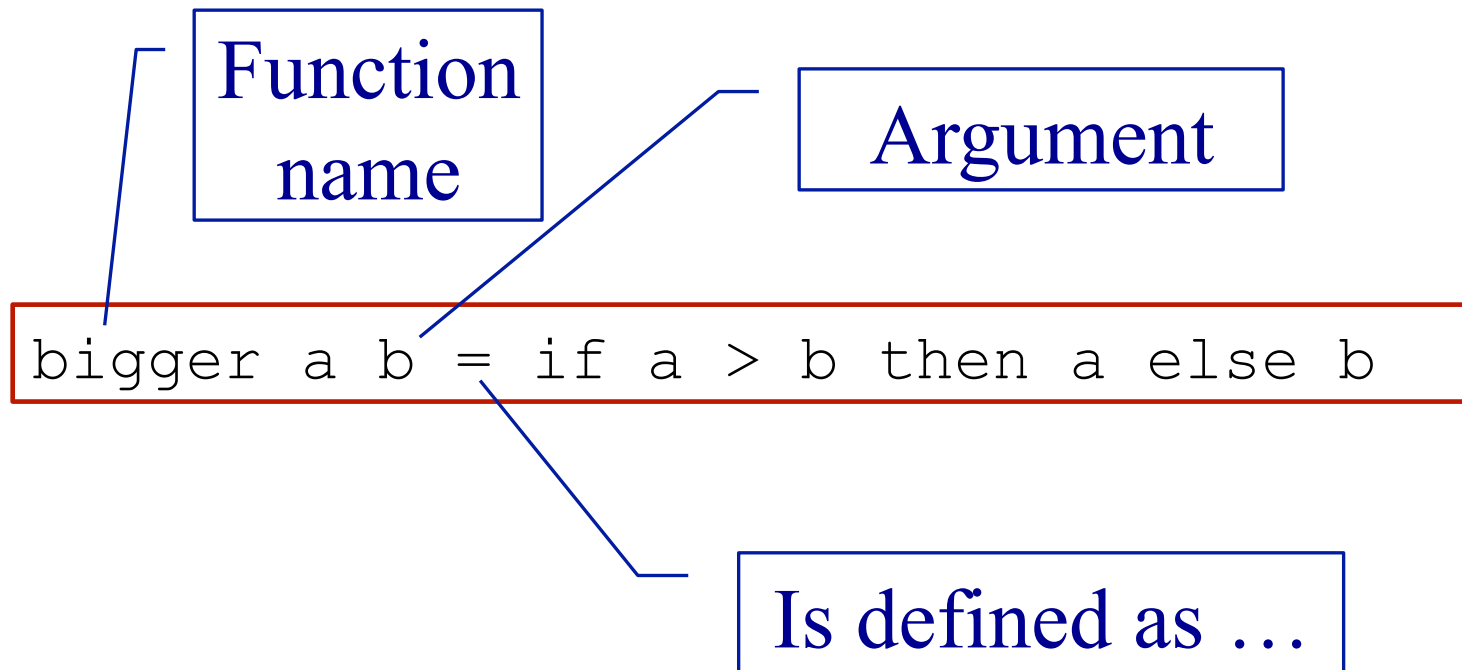 Function
name
Argument
bigger a b = if a > b then a else b
Is defined as …